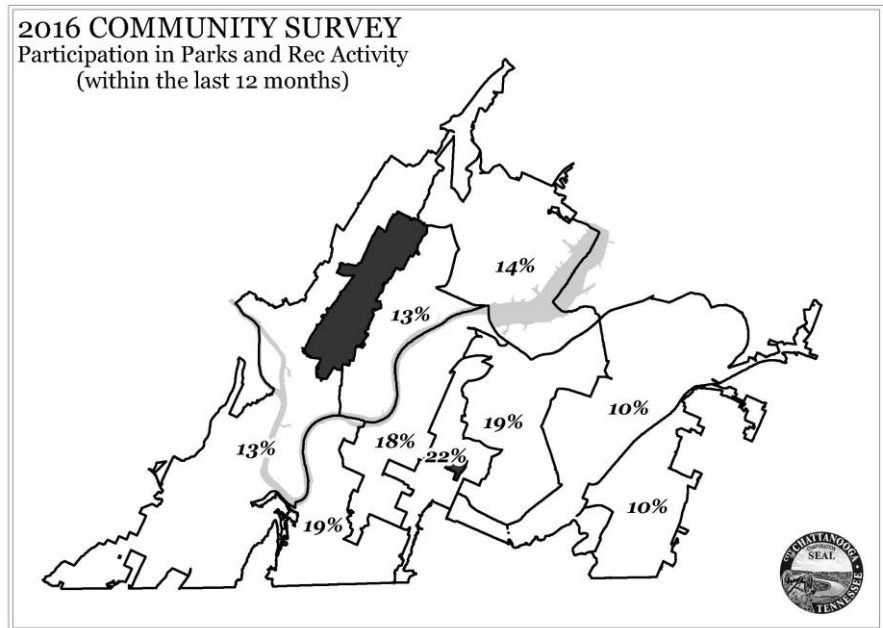 2016 COMMUNITY SURVEY
Participation in Parks and Rec Activity
(within the last 12 months)
14%
13%
10%
19%
18%
13%
22%
10%
19%
CHATTANOOGA
CORPORATION
SEAL
TENNESSEE